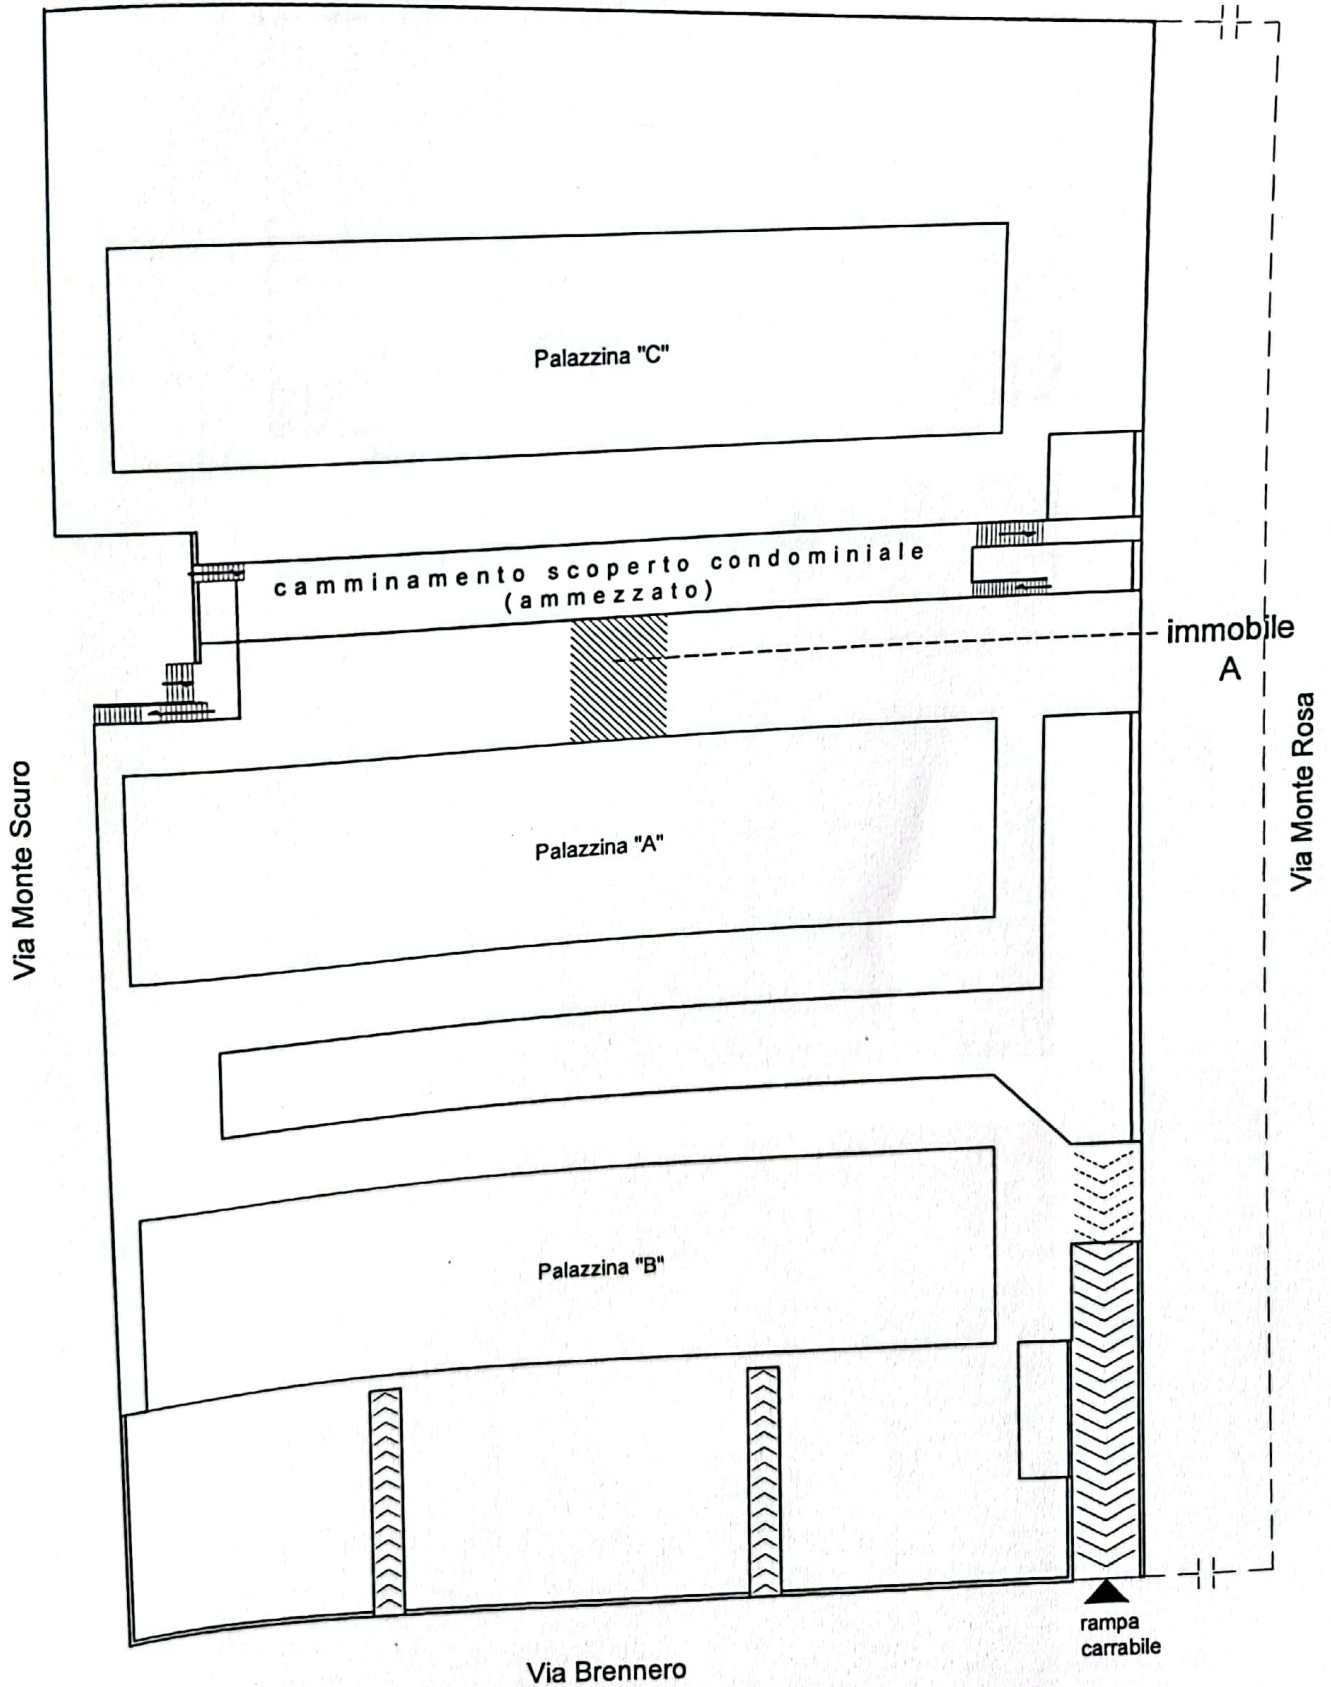 Palazzina "C"
camminamento scoperto condominiale
(ammezzato)
immobile
A
Via Monte Scuro
Via Monte Rosa
Palazzina "A"
Palazzina "B"
rampa
carrabile
Via Brennero